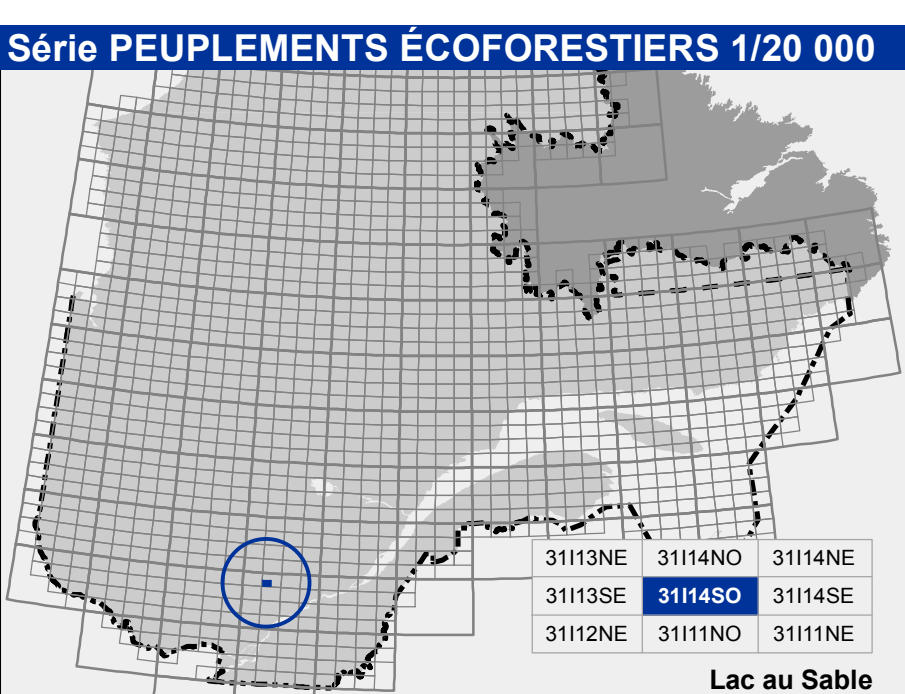 Série PEUPLEMENTS ÉCOFORESTIERS 1/20 000
31I13NE 31I14NO 31I14NE
31I13SE 31I14SO 31I14SE
31I12NE 31I11NO 31I11NE
Lac au Sable